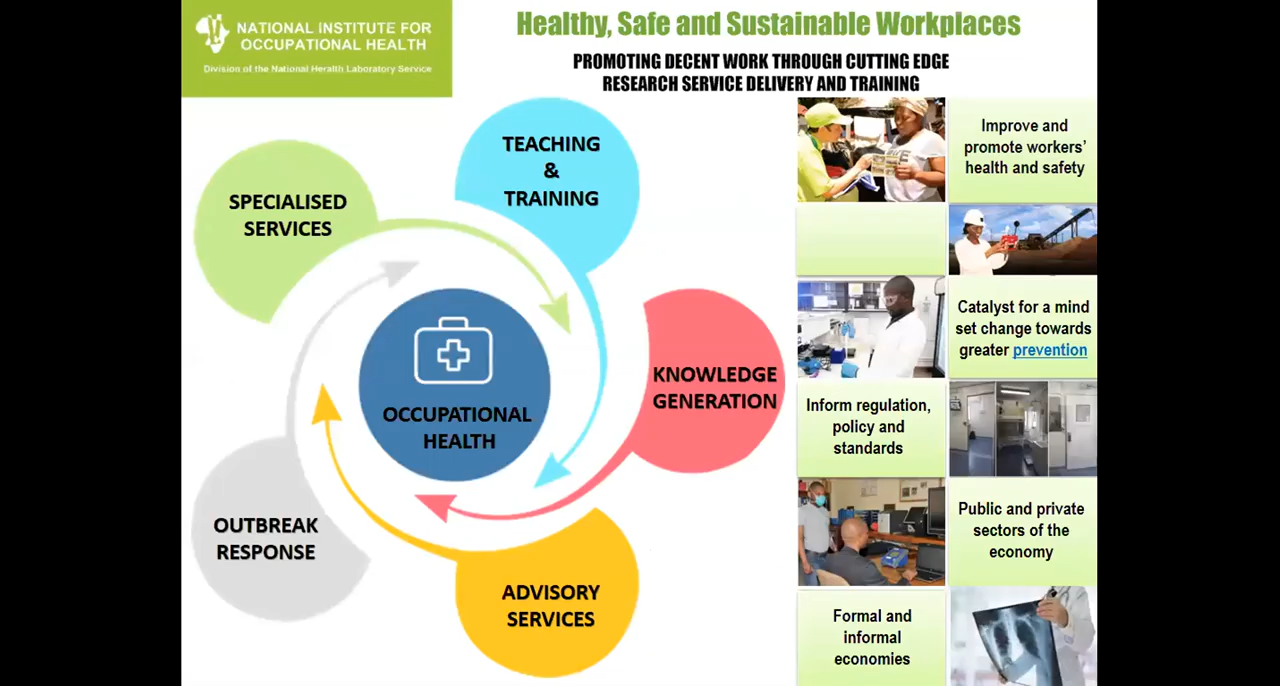 NATIONAL INSTITUTE FOR
OCCUPATIONAL HEALTH
Division of the National Health Laboratory Service
Healthy, Safe and Sustainable Workplaces
PROMOTING DECENT WORK THROUGH CUTTING EDGE
RESEARCH SERVICE DELIVERY AND TRAINING
TEACHING
&
TRAINING
SPECIALISED
SERVICES
KNOWLEDGE
GENERATION
OCCUPATIONAL
HEALTH
OUTBREAK
RESPONSE
ADVISORY
SERVICES
Improve and
promote workers'
health and safety
Catalyst for a mind
set change towards
greater prevention
Inform regulation,
policy and
standards
Public and private
sectors of the
economy
Formal and
informal
economies